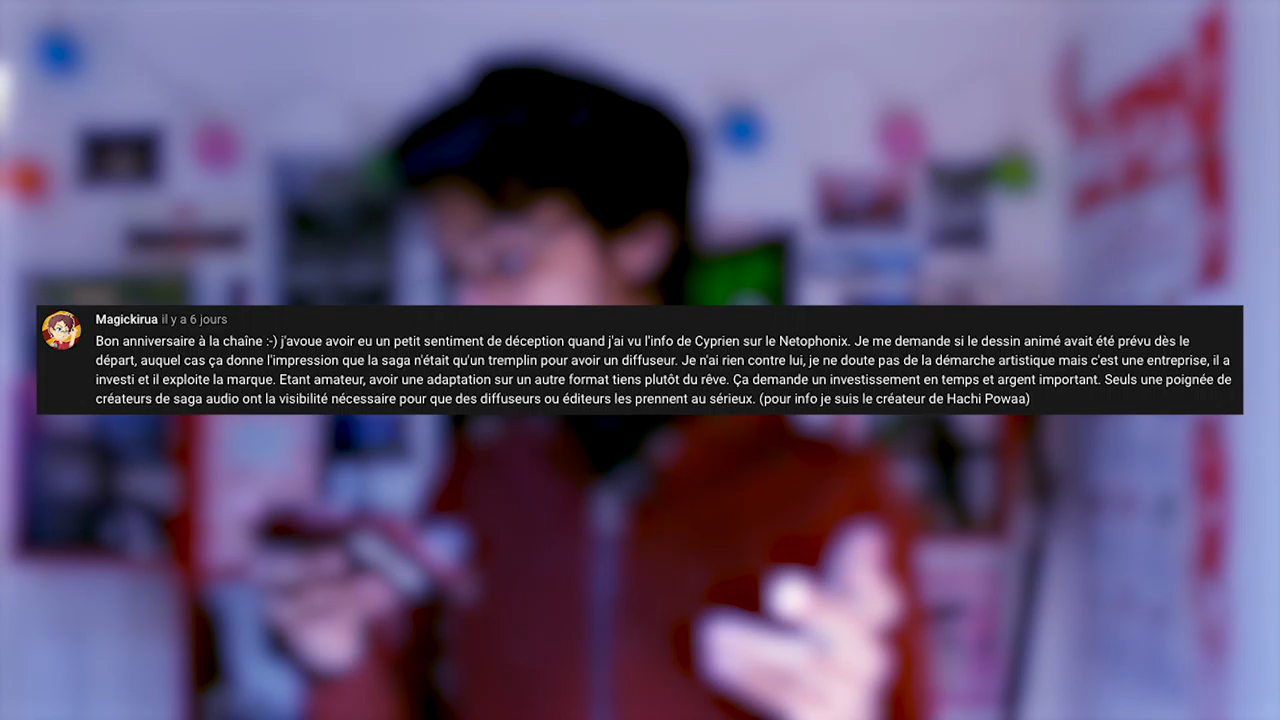 Magickirua il y a 6 jours
Bon anniversaire à la chaîne :-) j'avoue avoir eu un petit sentiment de déception quand j'ai vu l'info de Cyprien sur le Netophonix. Je me demande si le dessin animé avait été prévu dès le
départ, auquel cas ça donne l'impression que la saga n'était qu'un tremplin pour avoir un diffuseur. Je n'ai rien contre lui, je ne doute pas de la démarche artistique mais c'est une entreprise, il a
investi et il exploite la marque. Etant amateur, avoir une adaptation sur un autre format tiens plutôt du rêve. Ça demande un investissement en temps et argent important. Seuls une poignée de
créateurs de saga audio ont la visibilité nécessaire pour que des diffuseurs ou éditeurs les prennent au sérieux. (pour info je suis le créateur de Hachi Powaa)